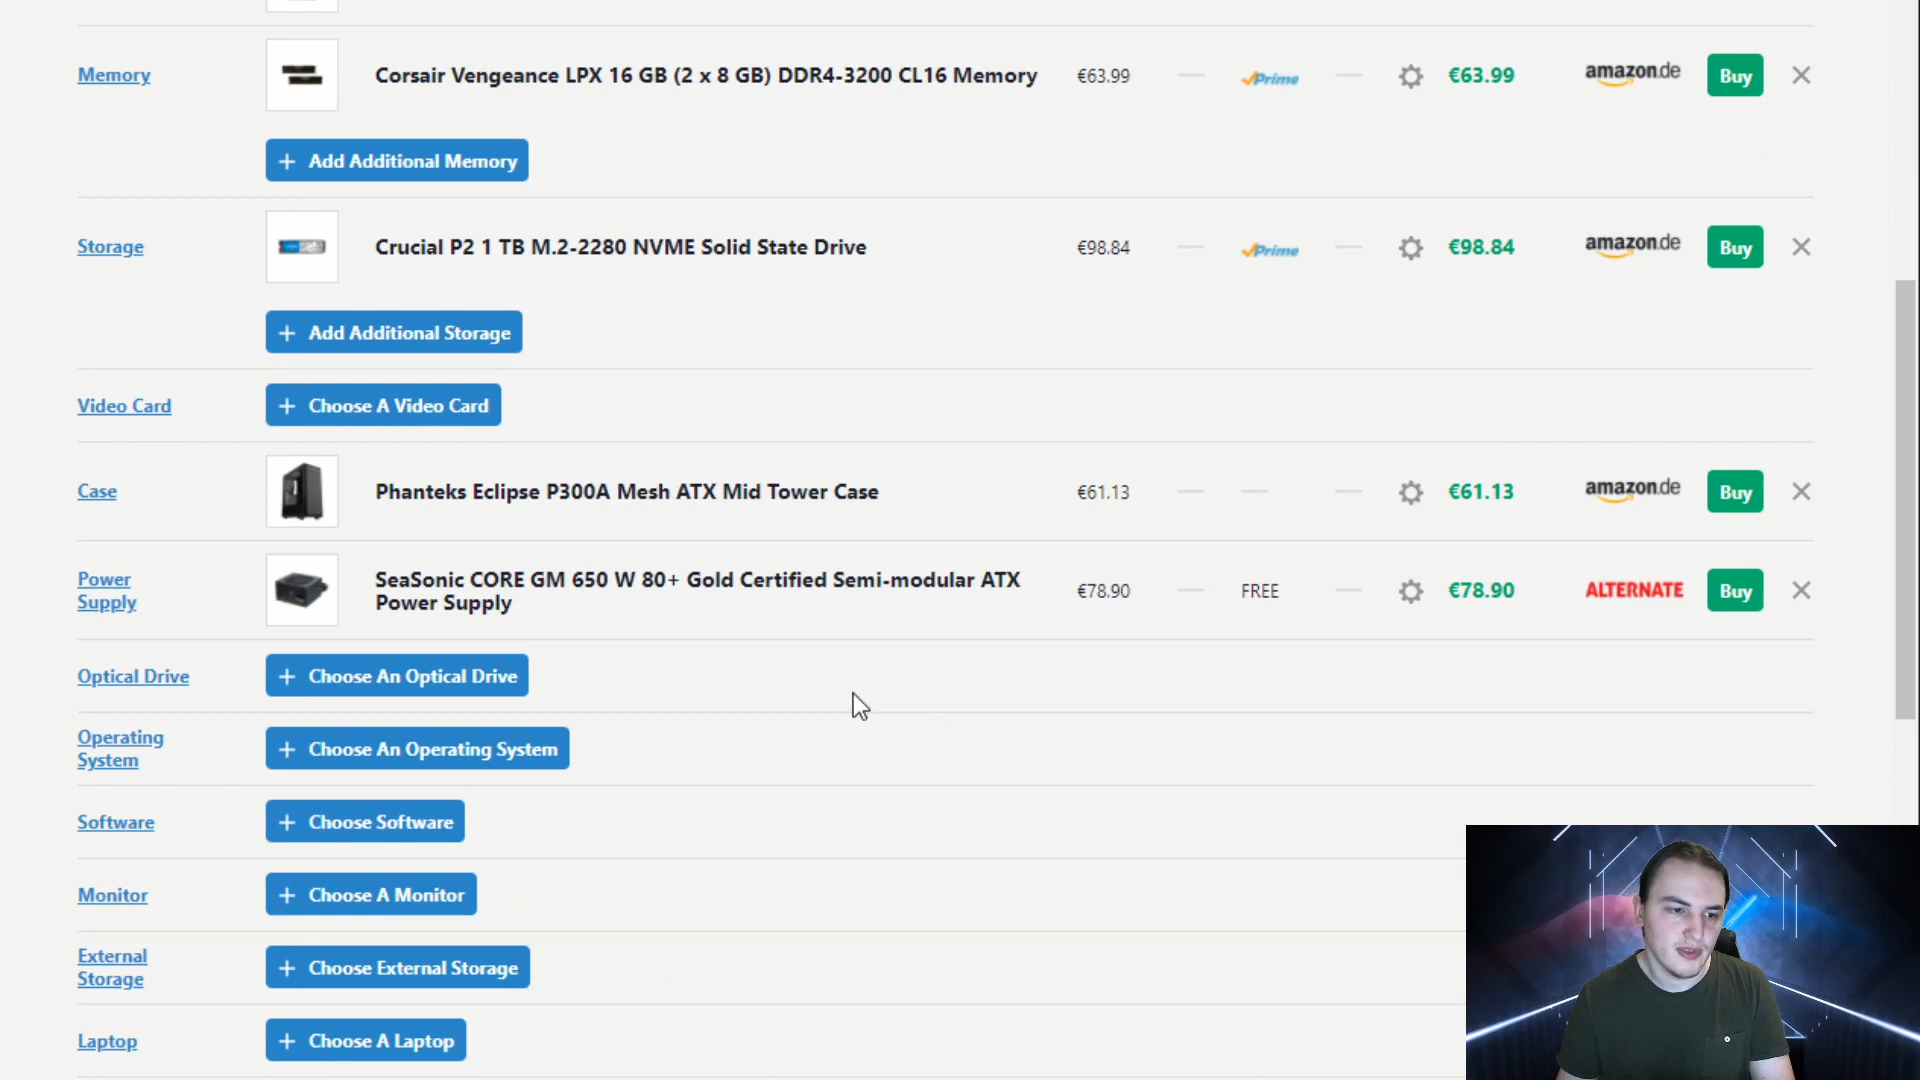 Memory
Corsair Vengeance LPX 16 GB (2 x 8 GB) DDR4-3200 CL16 Memory €63.99 Prime €63.99 amazon.de Buy
Add Additional Memory
Storage
Crucial P2 1 TB M.2-2280 NVME Solid State Drive €98.84 Prime €98.84 amazon.de Buy
Add Additional Storage
Video Card
Choose A Video Card
Case
Phanteks Eclipse P300A Mesh ATX Mid Tower Case €61.13 €61.13 amazon.de Buy
Power
Supply
SeaSonic CORE GM 650 W 80+ Gold Certified Semi-modular ATX
Power Supply
€78.90 FREE €78.90 ALTERNATE Buy
Optical Drive
Choose An Optical Drive
Operating
System
Choose An Operating System
Software
Choose Software
Monitor
Choose A Monitor
External
Storage
Choose External Storage
Laptop
Choose A Laptop